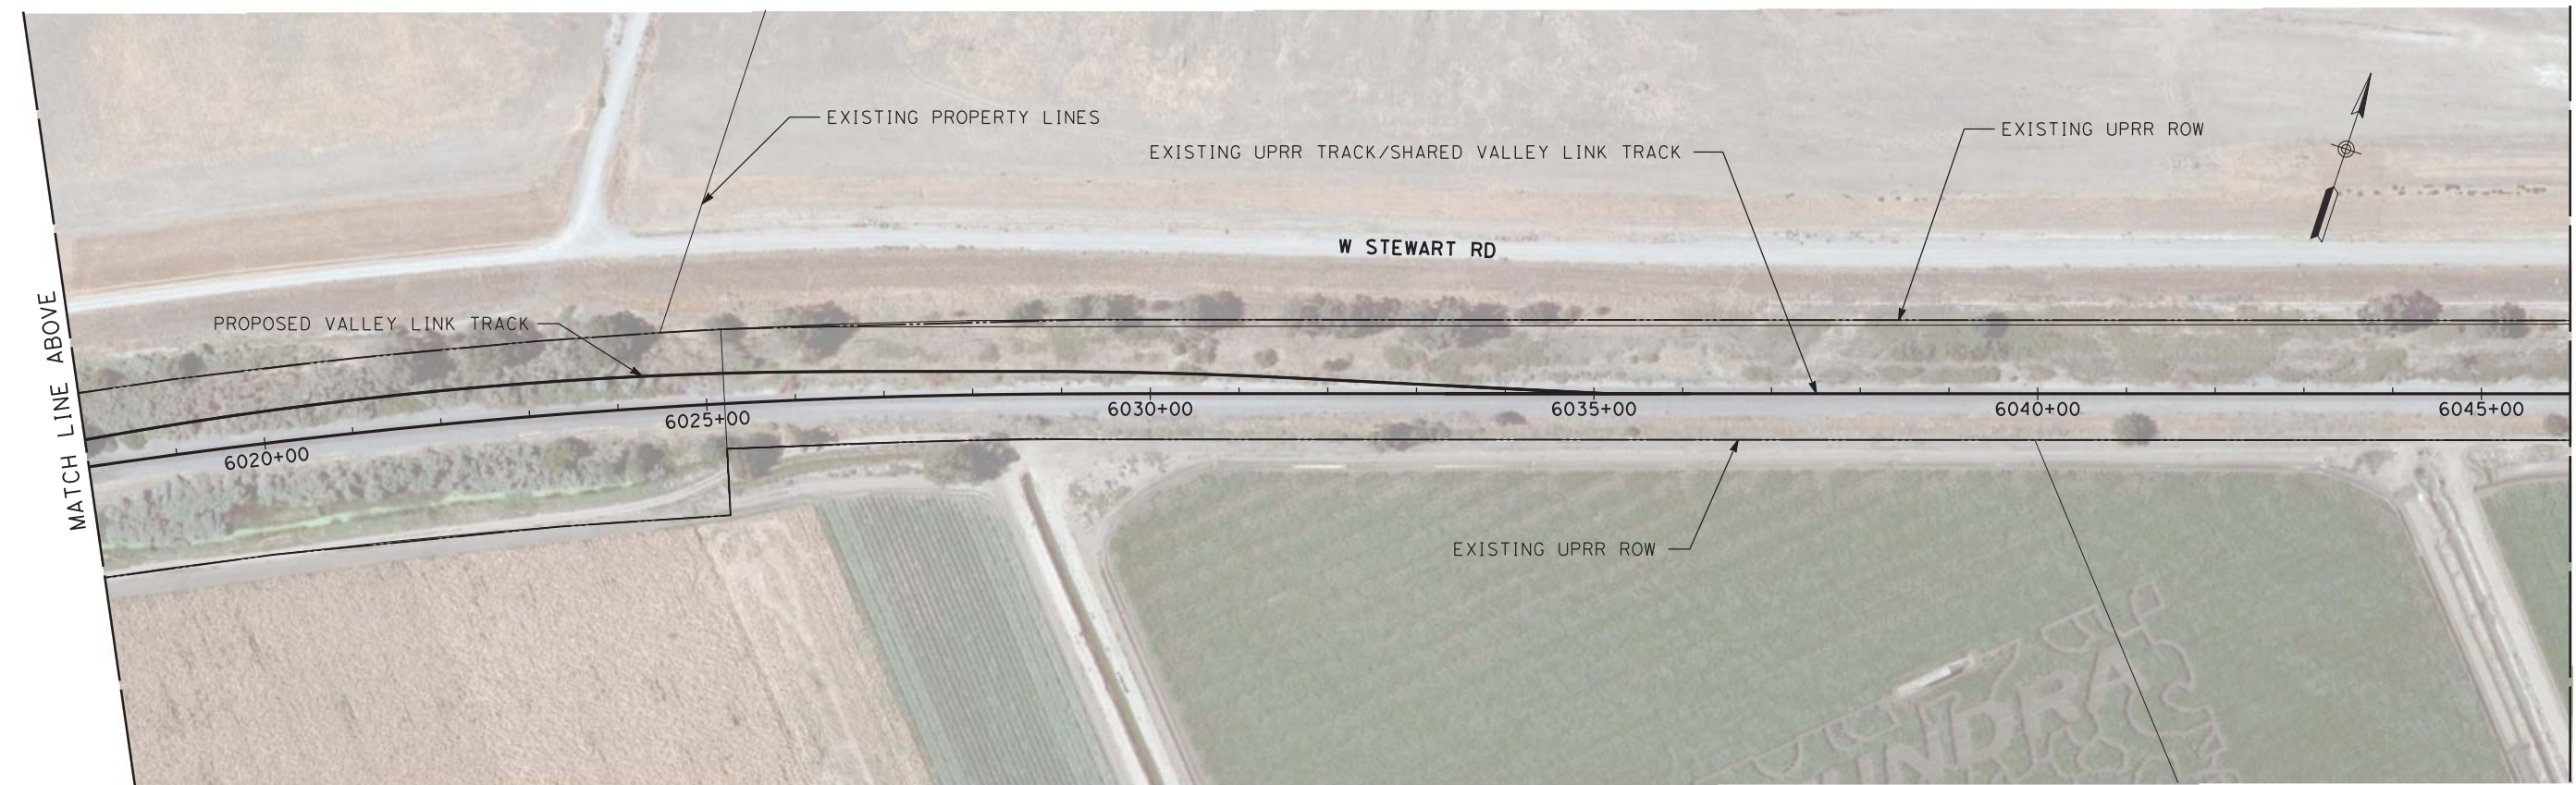 EXISTING PROPERTY LINES
EXISTING UPRR ROW
EXISTING UPRR TRACK/SHARED VALLEY LINK TRACK
W STEWART RD
PROPOSED VALLEY LINK TRACK
MATCH LINE ABOVE
6020+00
6025+00
6030+00
6035+00
6040+00
6045+00
EXISTING UPRR ROW